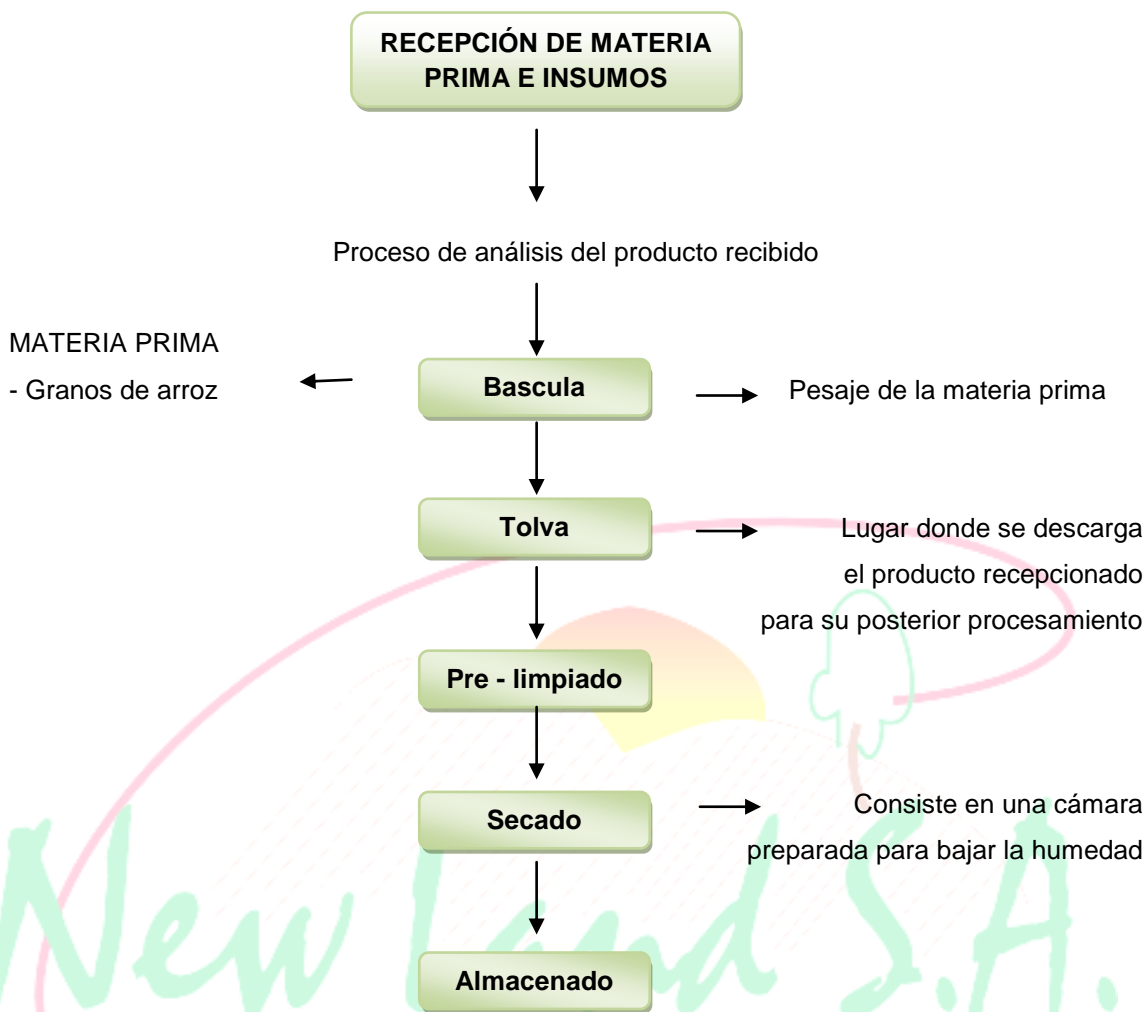 RECEPCIÓN DE MATERIA
PRIMA E INSUMOS
Proceso de análisis del producto recibido
MATERIA PRIMA
- Granos de arroz
Bascula
Pesaje de la materia prima
Tolva
Lugar donde se descarga
el producto recepcionado
para su posterior procesamiento
Pre - limpiado
Secado
Consiste en una cámara
preparada para bajar la humedad
Almacenado
New Land S.A.